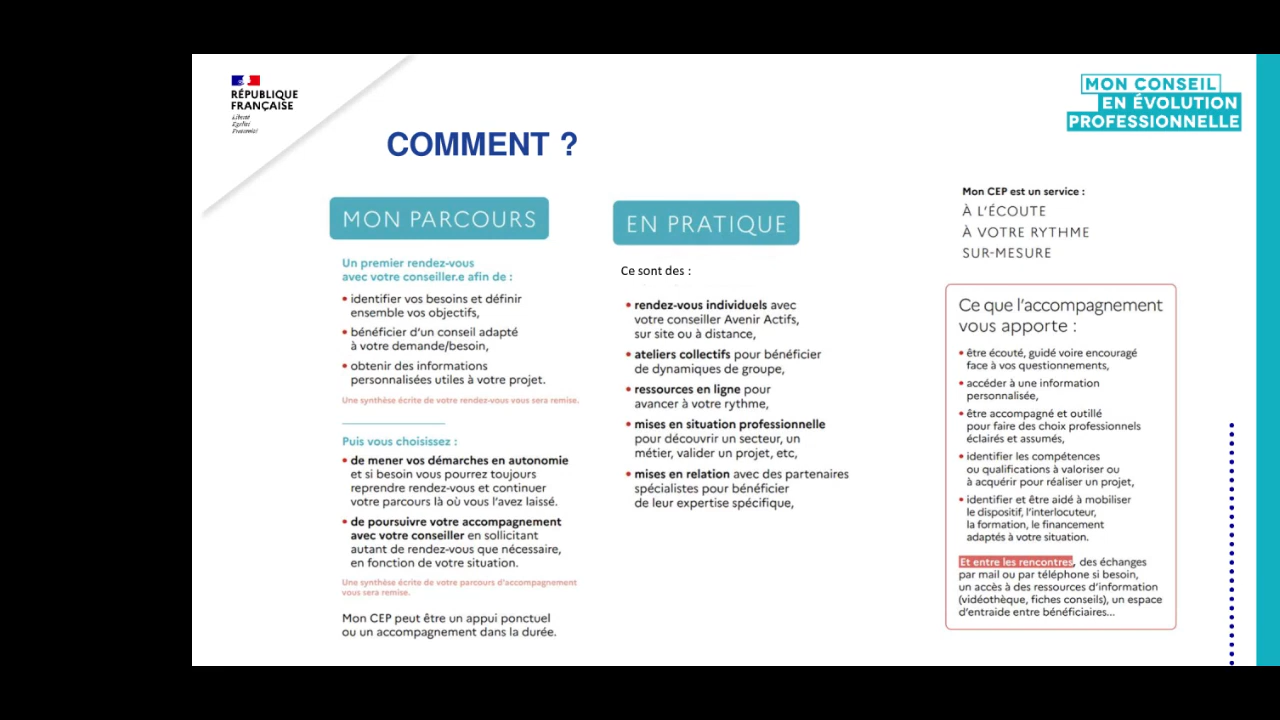 RÉPUBLIQUE
FRANÇAISE
Liberté
Égalité
Fraternité
MON CONSEIL
EN ÉVOLUTION
PROFESSIONNELLE
COMMENT ?
MON PARCOURS
Un premier rendez-vous
avec votre conseiller.e afin de :
• identifier vos besoins et définir
ensemble vos objectifs,
• bénéficier d'un conseil adapté
à votre demande/besoin,
• obtenir des informations
personnalisées utiles à votre projet.
Une synthèse écrite de votre rendez-vous vous sera remise.
Puis vous choisissez :
• de mener vos démarches en autonomie
et si besoin vous pourrez toujours
reprendre rendez-vous et continuer
votre parcours là où vous l'avez laissé.
• de poursuivre votre accompagnement
avec votre conseiller en sollicitant
autant de rendez-vous que nécessaire,
en fonction de votre situation.
Une synthèse écrite de votre parcours d'accompagnement
vous sera remise.
Mon CEP peut être un appui ponctuel
ou un accompagnement dans la durée.
EN PRATIQUE
Ce sont des :
• rendez-vous individuels avec
votre conseiller Avenir Actifs,
sur site ou à distance,
• ateliers collectifs pour bénéficier
de dynamiques de groupe,
• ressources en ligne pour
avancer à votre rythme,
• mises en situation professionnelle
pour découvrir un secteur, un
métier, valider un projet, etc,
• mises en relation avec des partenaires
spécialistes pour bénéficier
de leur expertise spécifique,
Mon CEP est un service :
À L'ÉCOUTE
À VOTRE RYTHME
SUR-MESURE
Ce que l'accompagnement
vous apporte :
• être écouté, guidé voire encouragé
face à vos questionnements,
• accéder à une information
personnalisée,
• être accompagné et outillé
pour faire des choix professionnels
éclairés et assumés,
• identifier les compétences
ou qualifications à valoriser ou
à acquérir pour réaliser un projet,
• identifier et être aidé à mobiliser
le dispositif, l'interlocuteur,
la formation, le financement
adaptés à votre situation.
Et entre les rencontres, des échanges
par mail ou par téléphone si besoin,
un accès à des ressources d'information
(vidéothèque, fiches conseils), un espace
d'entraide entre bénéficiaires...